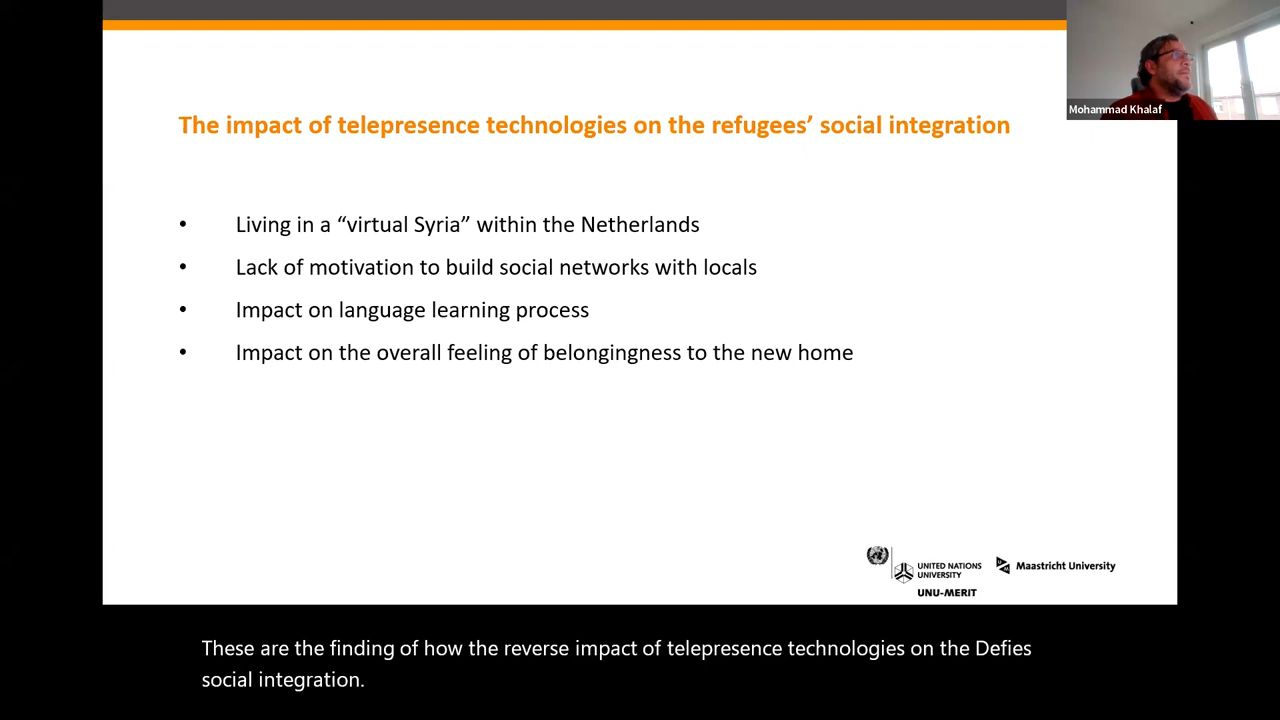 Mohammad Khalaf
The impact of telepresence technologies on the refugees’ social integration
• Living in a “virtual Syria” within the Netherlands
• Lack of motivation to build social networks with locals
• Impact on language learning process
• Impact on the overall feeling of belongingness to the new home
UNITED NATIONS
UNIVERSITY
UNU-MERIT
Maastricht University
These are the finding of how the reverse impact of telepresence technologies on the Defies
social integration.